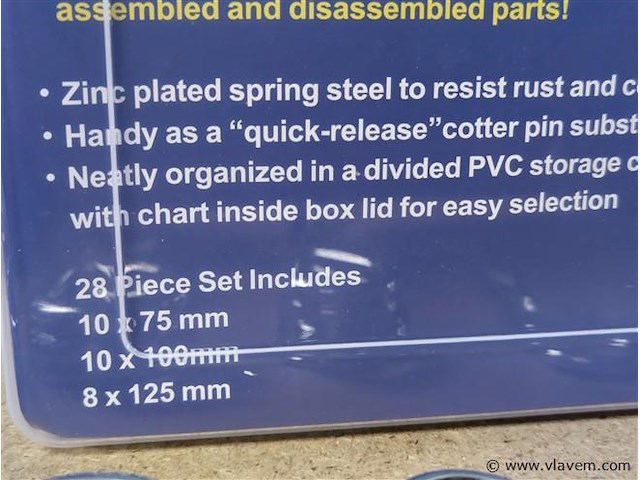 assembled and disassembled parts!
• Zinc plated spring steel to resist rust and
• Handy as a “quick-release”cotter pin
• Neatly organized in a divided PVC storage
with chart inside box lid for easy selection
28 Piece Set Includes
10 x 75 mm
10 x 100mm
8 x 125 mm
© www.vlavem.com